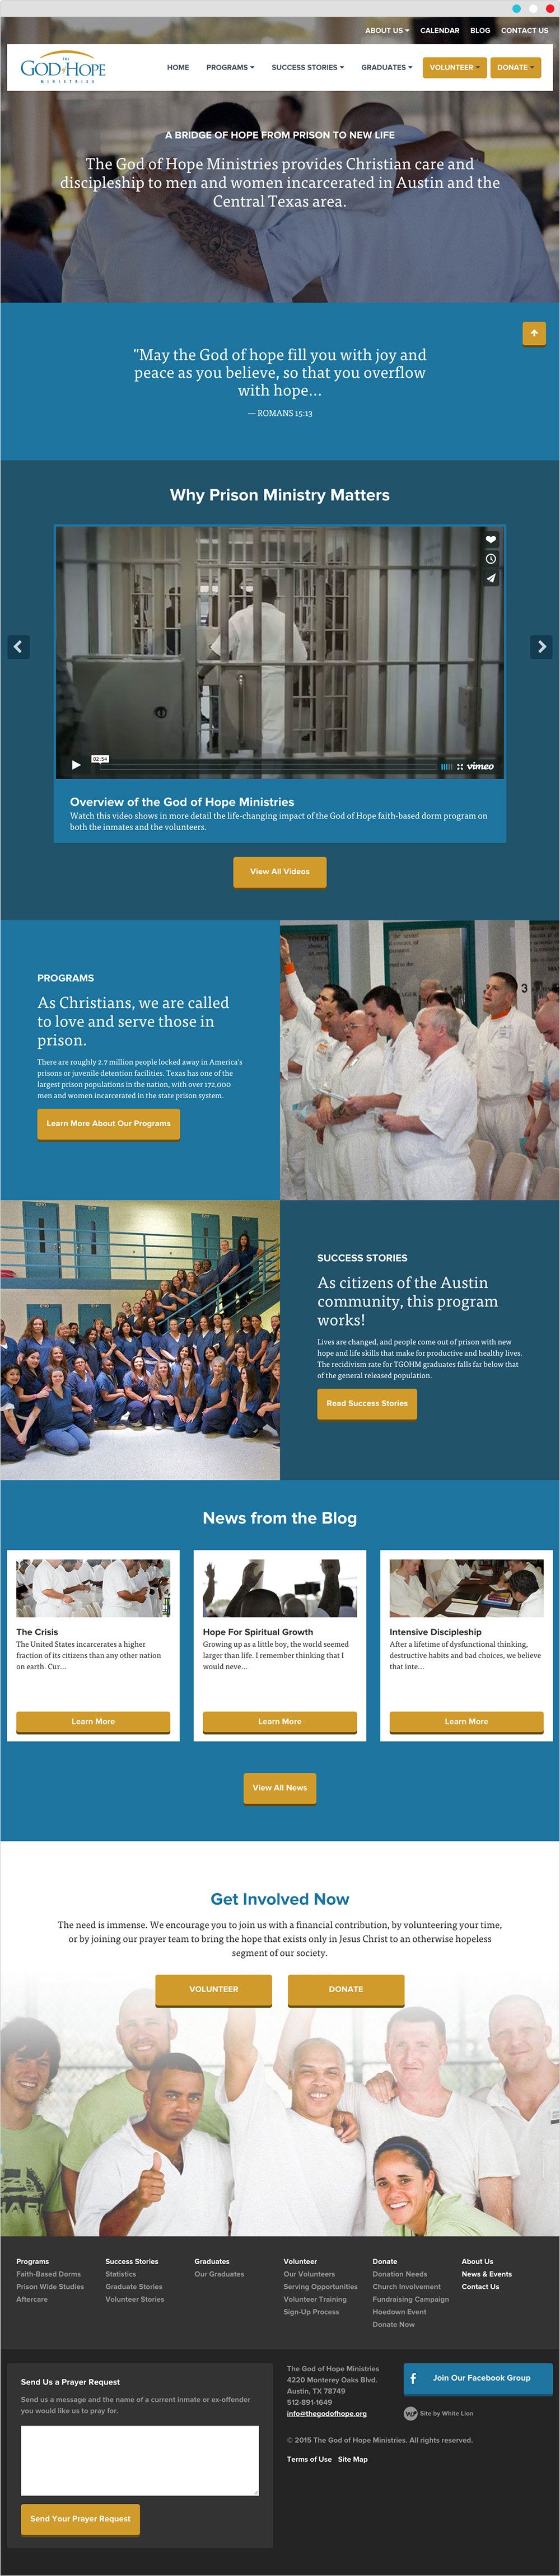 ABOUT US
CALENDAR
BLOG
CONTACT US
THE
GOD of HOPE
MINISTRIES
HOME
PROGRAMS
SUCCESS STORIES
GRADUATES
VOLUNTEER
DONATE
A BRIDGE OF HOPE FROM PRISON TO NEW LIFE
The God of Hope Ministries provides Christian care and
discipleship to men and women incarcerated in Austin and the
Central Texas area.
"May the God of hope fill you with joy and
peace as you believe, so that you overflow
with hope...
— ROMANS 15:13
Why Prison Ministry Matters
02:54
vimeo
Overview of the God of Hope Ministries
Watch this video shows in more detail the life-changing impact of the God of Hope faith-based dorm program on
both the inmates and the volunteers.
View All Videos
PROGRAMS
As Christians, we are called
to love and serve those in
prison.
There are roughly 2.7 million people locked away in America's
prisons or juvenile detention facilities. Texas has one of the
largest prison populations in the nation, with over 172,000
men and women incarcerated in the state prison system.
Learn More About Our Programs
3
SUCCESS STORIES
As citizens of the Austin
community, this program
works!
Lives are changed, and people come out of prison with new
hope and life skills that make for productive and healthy lives.
The recidivism rate for TGOHM graduates falls far below that
of the general released population.
Read Success Stories
News from the Blog
The Crisis
The United States incarcerates a higher
fraction of its citizens than any other nation
on earth. Cur...
Learn More
Hope For Spiritual Growth
Growing up as a little boy, the world seemed
larger than life. I remember thinking that I
would neve...
Learn More
Intensive Discipleship
After a lifetime of dysfunctional thinking,
destructive habits and bad choices, we believe
that inte...
Learn More
View All News
Get Involved Now
The need is immense. We encourage you to join us with a financial contribution, by volunteering your time,
or by joining our prayer team to bring the hope that exists only in Jesus Christ to an otherwise hopeless
segment of our society.
VOLUNTEER
DONATE
Programs
Faith-Based Dorms
Prison Wide Studies
Aftercare
Success Stories
Statistics
Graduate Stories
Volunteer Stories
Graduates
Our Graduates
Volunteer
Our Volunteers
Serving Opportunities
Volunteer Training
Sign-Up Process
Donate
Donation Needs
Church Involvement
Fundraising Campaign
Hoedown Event
Donate Now
About Us
News & Events
Contact Us
Send Us a Prayer Request
Send us a message and the name of a current inmate or ex-offender
you would like us to pray for.
Send Your Prayer Request
The God of Hope Ministries
4220 Monterey Oaks Blvd.
Austin, TX 78749
512-891-1649
info@thegodofhope.org
Join Our Facebook Group
Site by White Lion
© 2015 The God of Hope Ministries. All rights reserved.
Terms of Use
Site Map